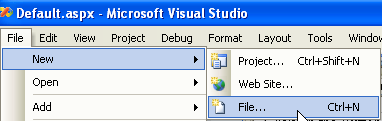 Default.aspx - Microsoft Visual Studio
File Edit View Project Debug Format Layout Tools Window
New
Project... Ctrl+Shift+N
Open
Web Site...
Add
File... Ctrl+N